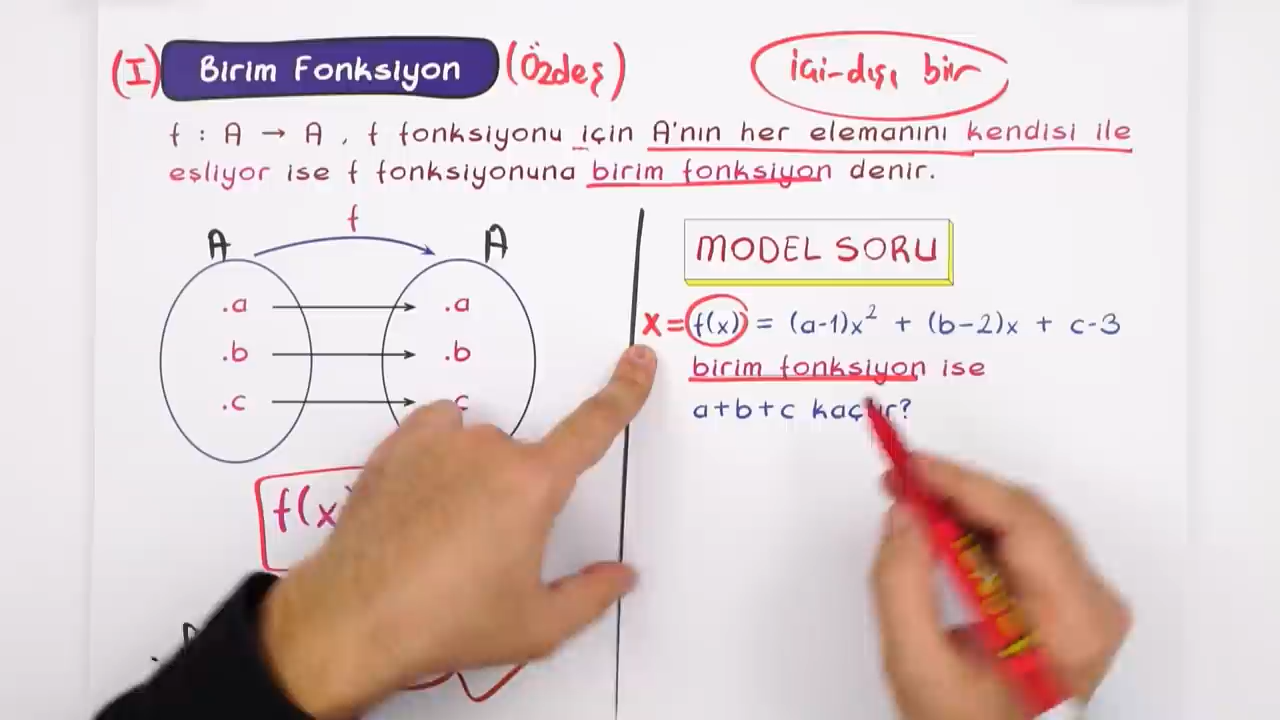 (I) Birim Fonksiyon (Özdeş)
İçi-dışı bir
f : A → A , f fonksiyonu için A'nın her elemanını kendisi ile
eşliyor ise f fonksiyonuna birim fonksiyon denir.
f
A A
.a .a
.b .b
.c c
f(x
MODEL SORU
x = f(x) = (a-1)x² + (b-2)x + c-3
birim fonksiyon ise
a+b+c kaçtır?